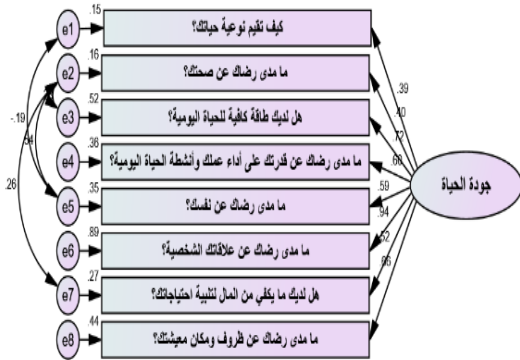 .15
e1
كيف تقيم نوعية حياتك؟
.16
e2
ما مدى رضاك عن صحتك؟
.52
e3
هل لديك طاقة كافية للحياة اليومية؟
.36
e4
ما مدى رضاك عن قدرتك على أداء عملك وأنشطة الحياة اليومية؟
.35
e5
ما مدى رضاك عن نفسك؟
.89
e6
ما مدى رضاك عن علاقاتك الشخصية؟
.27
e7
هل لديك ما يكفي من المال لتلبية احتياجاتك؟
.44
e8
ما مدى رضاك عن ظروف ومكان معيشتك؟
-.19
.26
.39
.40
.72
.60
.59
.94
.52
.66
جودة الحياة